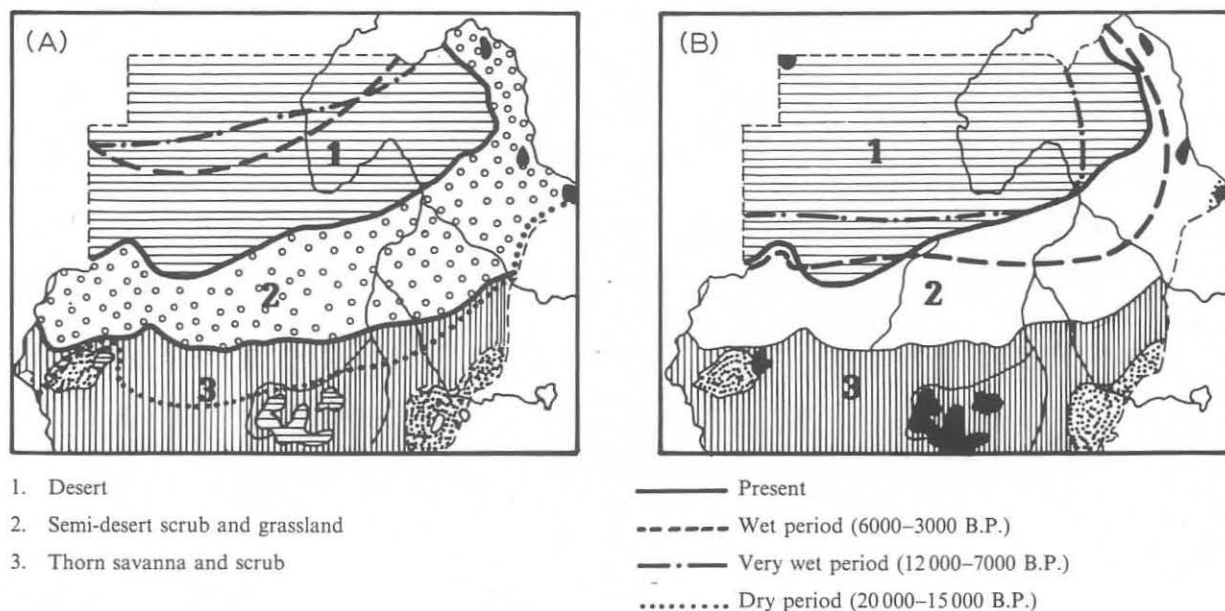 (A)
(B)
1
2
3
1
2
3
1. Desert
2. Semi-desert scrub and grassland
3. Thorn savanna and scrub
Present
Wet period (6000–3000 B.P.)
Very wet period (12 000–7000 B.P.)
Dry period (20 000–15 000 B.P.)